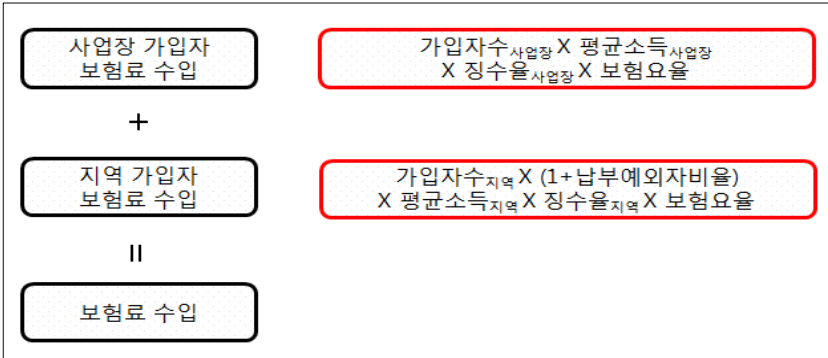 사업장 가입자
보험료 수입
가입자수사업장 X 평균소득사업장
X 징수율사업장 X 보험요율
+
지역 가입자
보험료 수입
가입자수지역 X (1+납부예외자비율)
X 평균소득지역 X 징수율지역 X 보험요율
=
보험료 수입